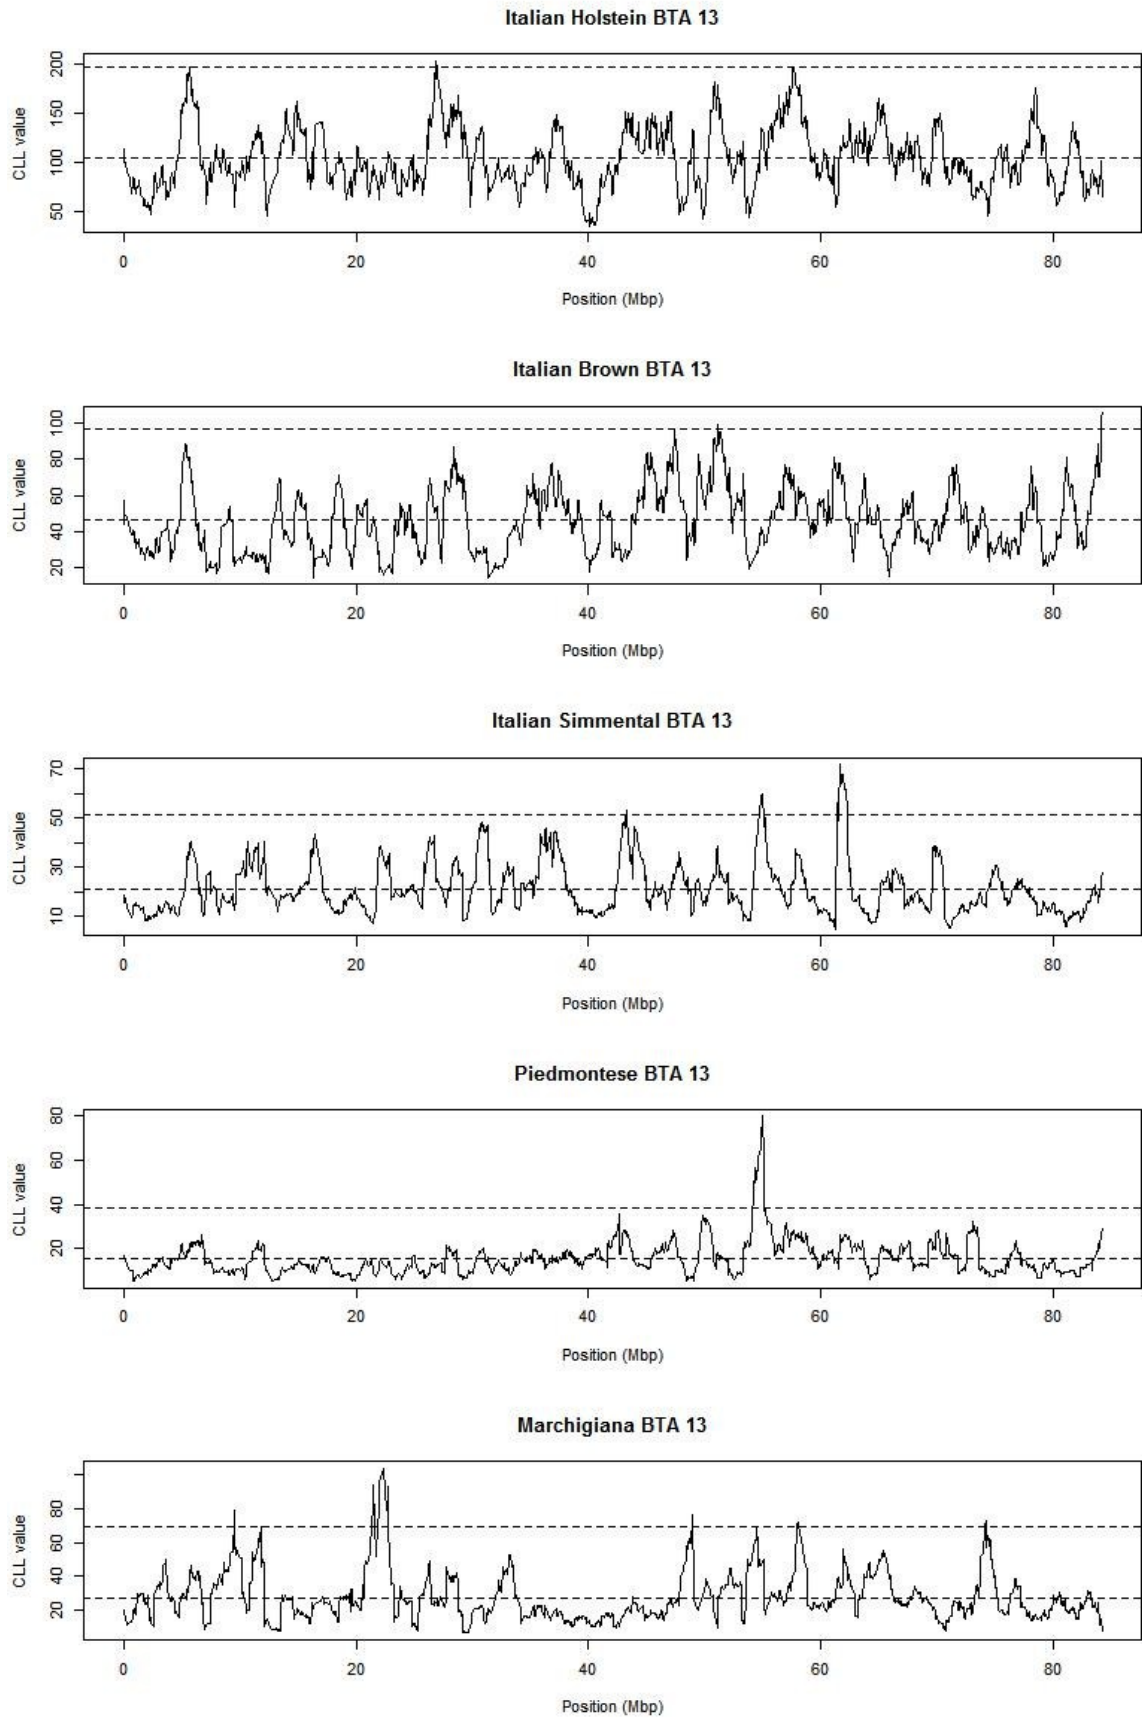 Italian Holstein BTA 13
CLL value
50 100 150 200
0 20 40 60 80
Position (Mbp)
Italian Brown BTA 13
CLL value
20 40 60 80 100
0 20 40 60 80
Position (Mbp)
Italian Simmental BTA 13
CLL value
10 30 50 70
0 20 40 60 80
Position (Mbp)
Piedmontese BTA 13
CLL value
20 40 60 80
0 20 40 60 80
Position (Mbp)
Marchigiana BTA 13
CLL value
20 40 60 80
0 20 40 60 80
Position (Mbp)